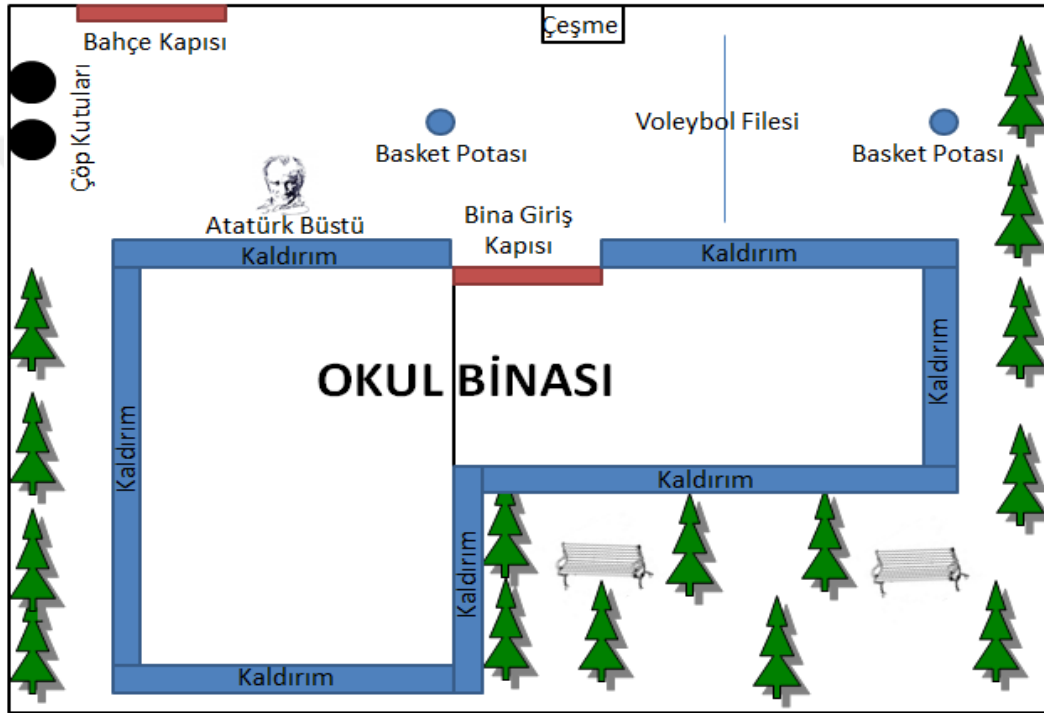 Çeşme
Bahçe Kapısı
Çöp Kutuları
Voleybol Filesi
Basket Potası
Basket Potası
Atatürk Büstü
Bina Giriş
Kapısı
Kaldırım
Kaldırım
Kaldırım
OKUL BİNASI
Kaldırım
Kaldırım
Kaldırım
Kaldırım